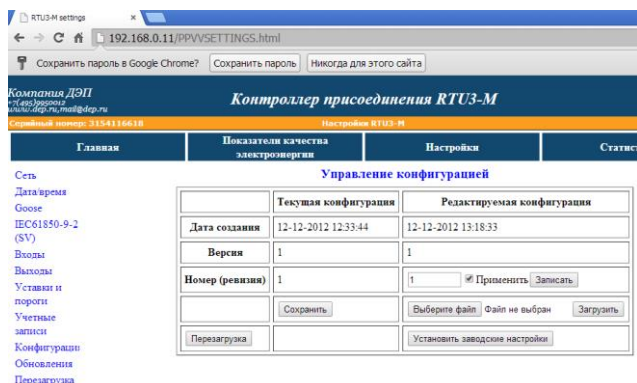 RTU3-M settings
192.168.0.11/PPVVSETTINGS.html
Сохранить пароль в Google Chrome? Сохранить пароль Никогда для этого сайта
Компания ДЭП
+7(495)9950012
www.dep.ru,mail@dep.ru
Контроллер присоединения RTU3-M
Серийный номер: 3154116618 Настройки RTU3-M
Главная Показатели качества электроэнергии Настройки Статис
Сеть
Дата/время
Goose
IEC61850-9-2
(SV)
Входы
Выходы
Уставки и
пороги
Учетные
записи
Конфигураци
Обновления
Перезагрузка
Управление конфигурацией
Текущая конфигурация Редактируемая конфигурация
Дата создания 12-12-2012 12:33:44 12-12-2012 13:18:33
Версия 1 1
Номер (ревизия) 1 1 Применить Записать
Сохранить Выберите файл Файл не выбран Загрузить
Перезагрузка Установить заводские настройки